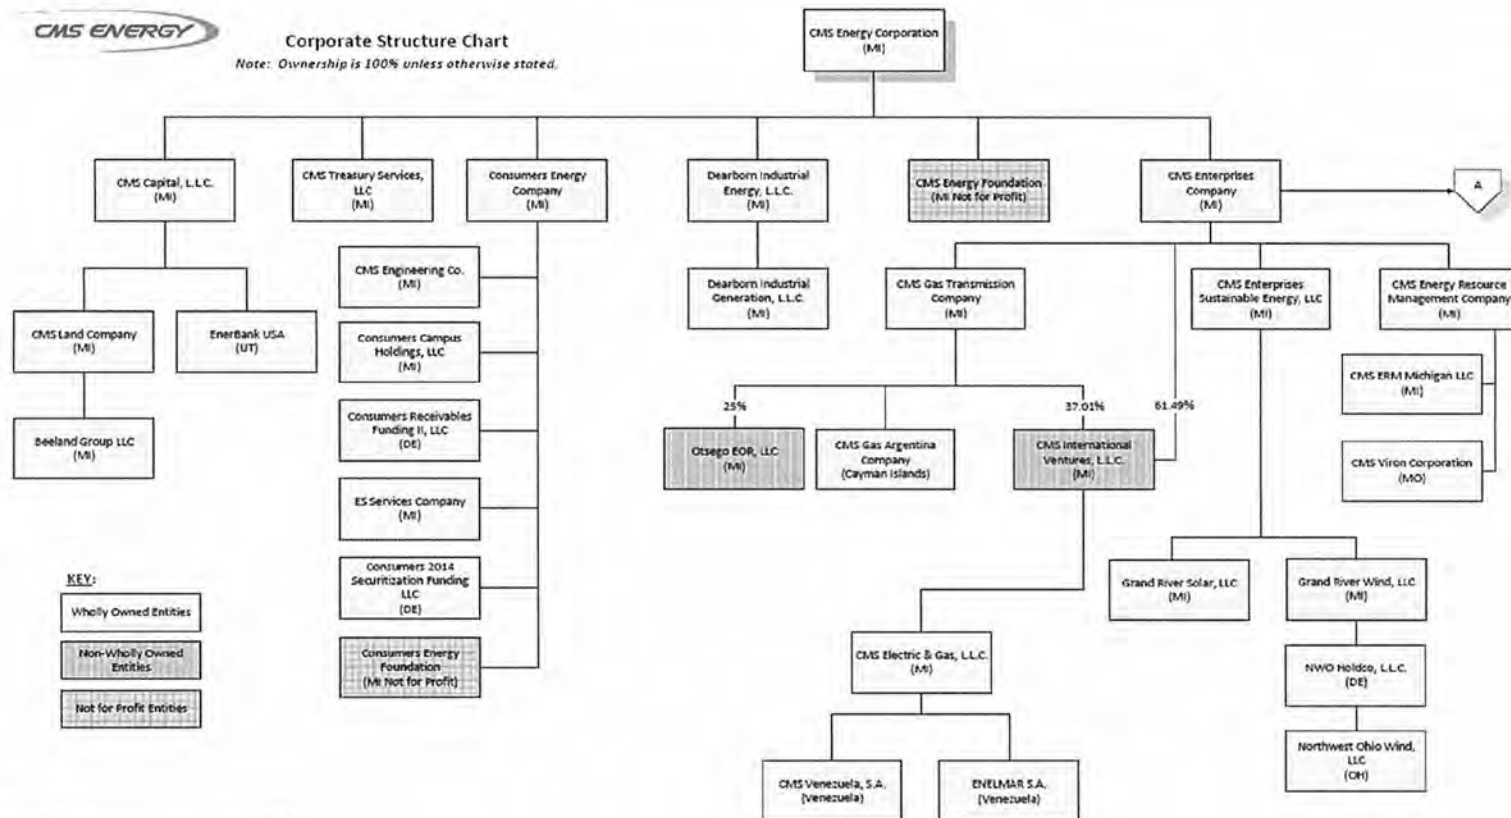 CMS ENERGY
Corporate Structure Chart
Note: Ownership is 100% unless otherwise stated.
CMS Energy Corporation
(MI)
CMS Capital, L.L.C.
(MI)
CMS Treasury Services,
LLC
(MI)
Consumers Energy
Company
(MI)
Dearborn Industrial
Energy, L.L.C.
(MI)
CMS Energy Foundation
(MI Not for Profit)
CMS Enterprises
Company
(MI)
A
CMS Land Company
(MI)
EnerBank USA
(UT)
Beeland Group LLC
(MI)
CMS Engineering Co.
(MI)
Consumers Campus
Holdings, LLC
(MI)
Consumers Receivables
Funding II, LLC
(DE)
ES Services Company
(MI)
Consumers 2014
Securitization Funding
LLC
(DE)
Consumers Energy
Foundation
(MI Not for Profit)
Dearborn Industrial
Generation, L.L.C.
(MI)
CMS Gas Transmission
Company
(MI)
CMS Enterprises
Sustainable Energy, LLC
(MI)
CMS Energy Resource
Management Company
(MI)
25%
37.01%
61.49%
Otsego EOR, LLC
(MI)
CMS Gas Argentina
Company
(Cayman Islands)
CMS International
Ventures, L.L.C.
(MI)
CMS ERM Michigan LLC
(MI)
CMS Viron Corporation
(MO)
Grand River Solar, LLC
(MI)
Grand River Wind, LLC
(MI)
CMS Electric & Gas, L.L.C.
(MI)
NWO Holdco, L.L.C.
(DE)
Northwest Ohio Wind,
LLC
(OH)
CMS Venezuela, S.A.
(Venezuela)
ENELMAR S.A.
(Venezuela)
KEY:
Wholly Owned Entities
Non-Wholly Owned
Entities
Not for Profit Entities